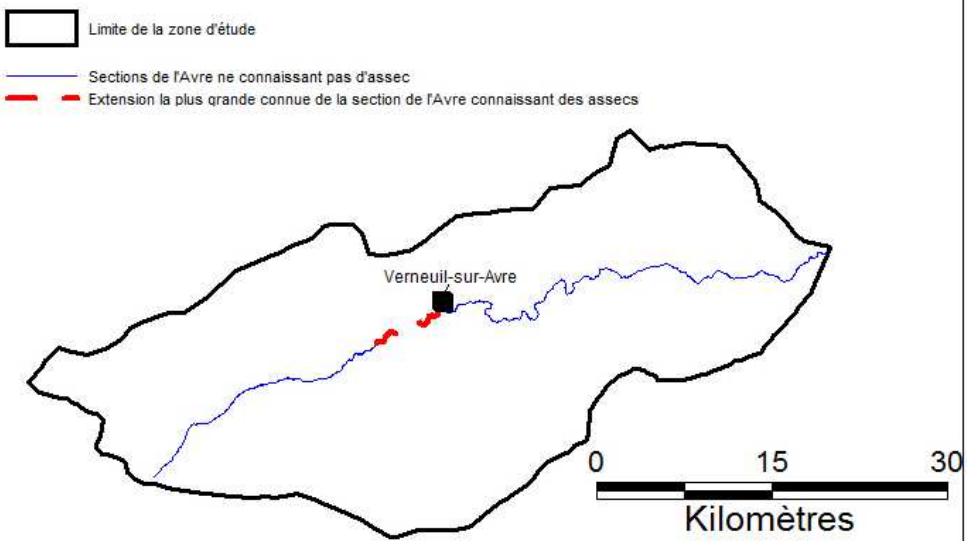 Limite de la zone d'étude
Sections de l'Avre ne connaissant pas d'assec
Extension la plus grande connue de la section de l'Avre connaissant des assecs
Verneuil-sur-Avre
0 15 30
Kilomètres